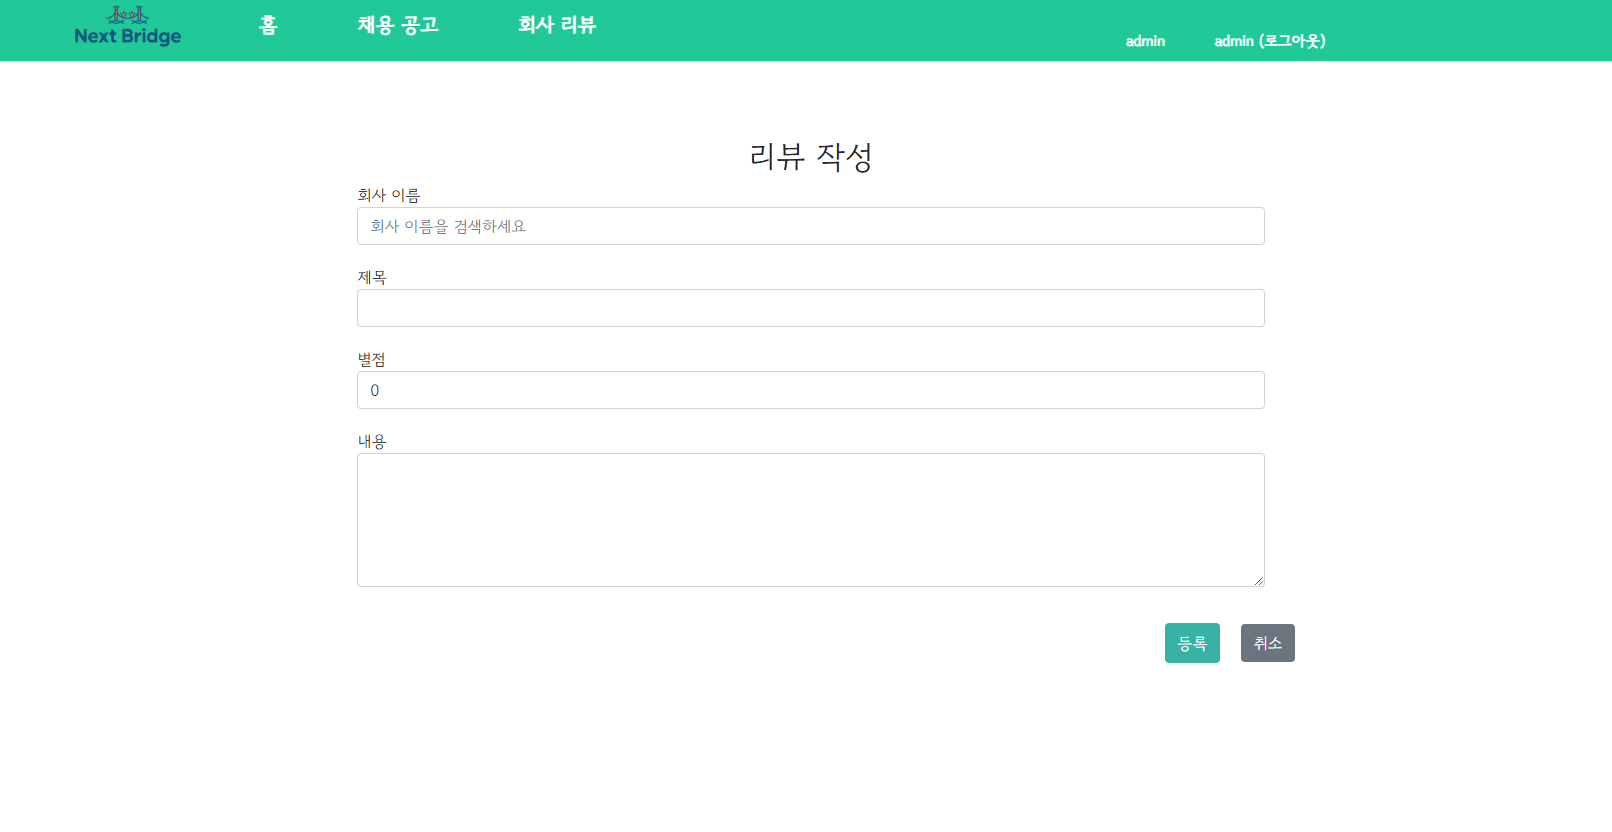 Next Bridge
홈
채용 공고
회사 리뷰
admin
admin (로그아웃)
리뷰 작성
회사 이름
회사 이름을 검색하세요
제목
별점
0
내용
등록
취소